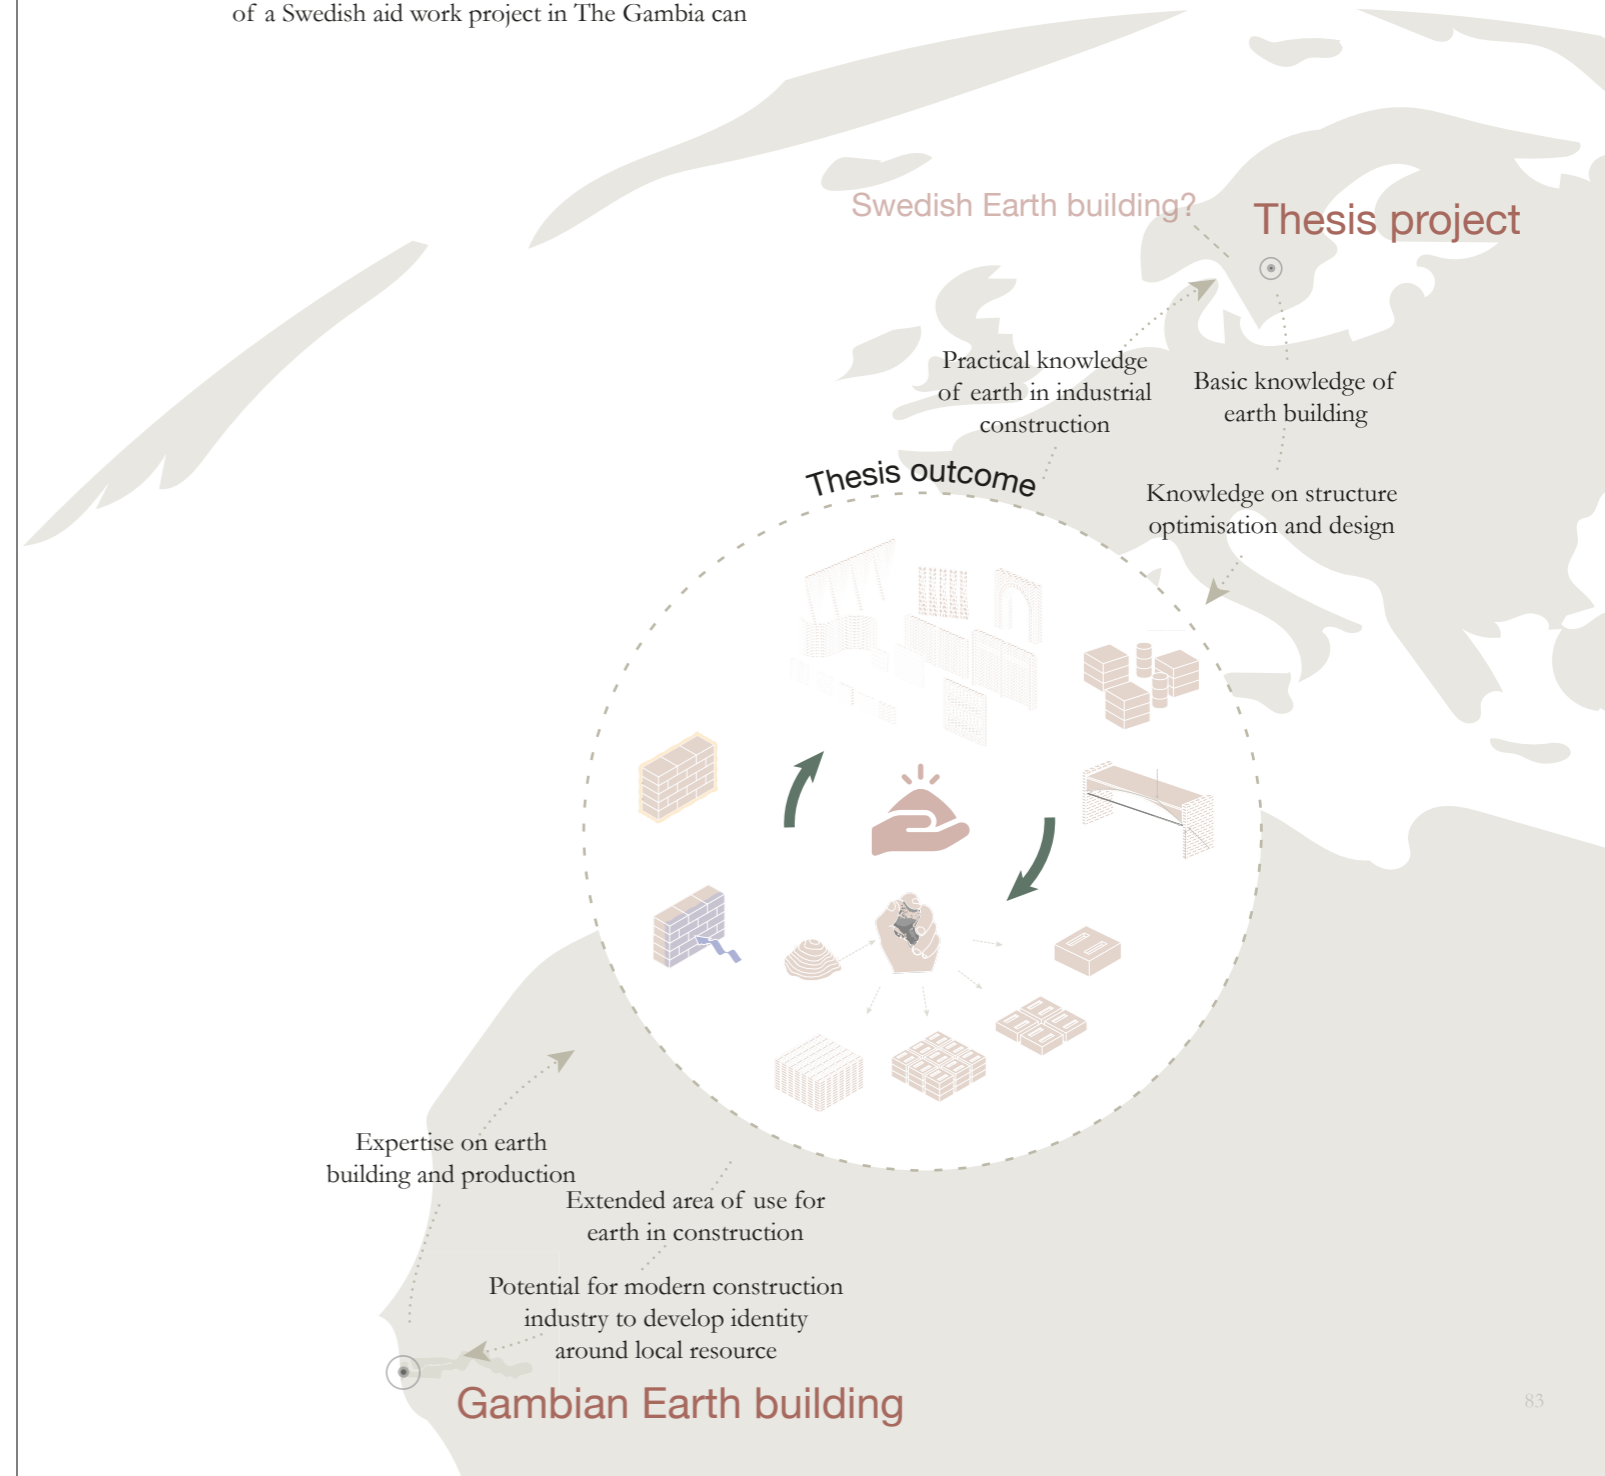 of a Swedish aid work project in The Gambia can
Swedish Earth building?
Thesis project
Practical knowledge
of earth in industrial
construction
Basic knowledge of
earth building
Thesis outcome
Knowledge on structure
optimisation and design
Expertise on earth
building and production
Extended area of use for
earth in construction
Potential for modern construction
industry to develop identity
around local resource
Gambian Earth building
83